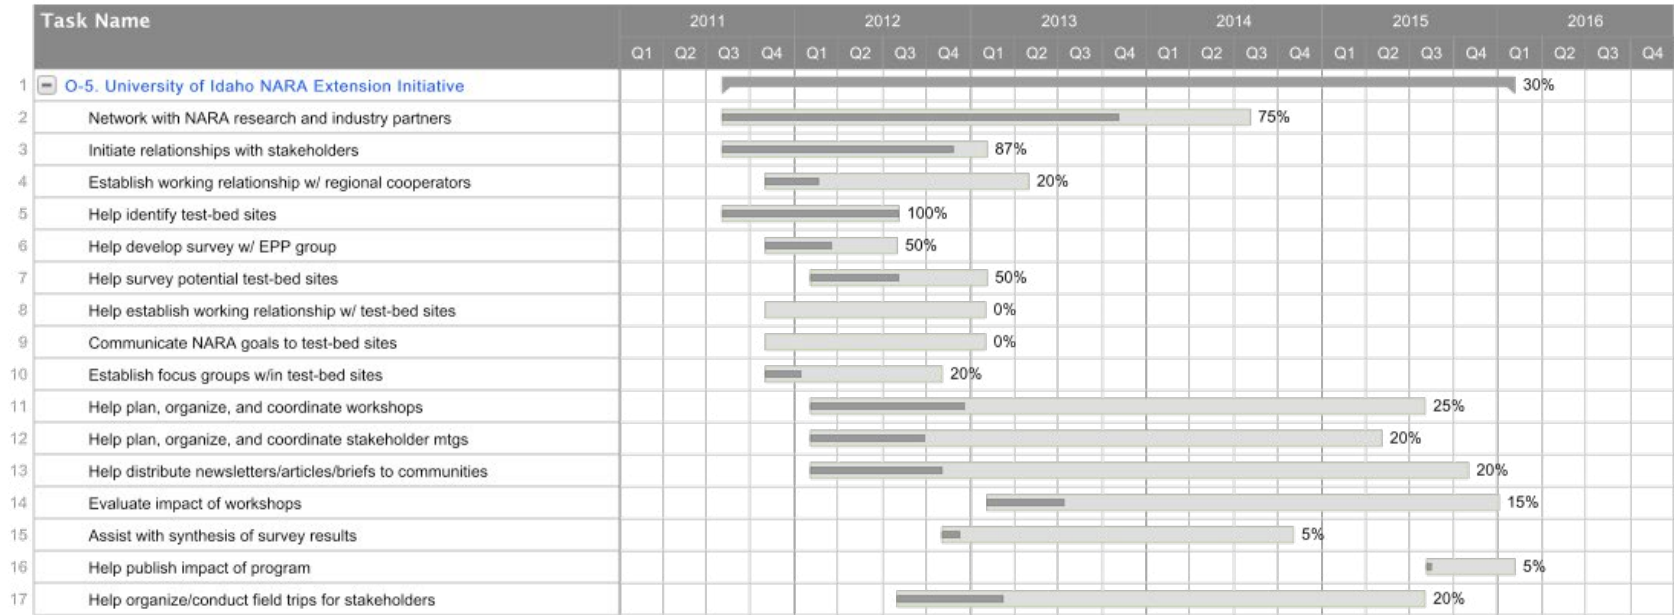 Task Name 2011 2012 2013 2014 2015 2016
Q1 Q2 Q3 Q4 Q1 Q2 Q3 Q4 Q1 Q2 Q3 Q4 Q1 Q2 Q3 Q4 Q1 Q2 Q3 Q4 Q1 Q2 Q3 Q4
1 O-5. University of Idaho NARA Extension Initiative 30%
2 Network with NARA research and industry partners 75%
3 Initiate relationships with stakeholders 87%
4 Establish working relationship w/ regional cooperators 20%
5 Help identify test-bed sites 100%
6 Help develop survey w/ EPP group 50%
7 Help survey potential test-bed sites 50%
8 Help establish working relationship w/ test-bed sites 0%
9 Communicate NARA goals to test-bed sites 0%
10 Establish focus groups w/in test-bed sites 20%
11 Help plan, organize, and coordinate workshops 25%
12 Help plan, organize, and coordinate stakeholder mtgs 20%
13 Help distribute newsletters/articles/briefs to communities 20%
14 Evaluate impact of workshops 15%
15 Assist with synthesis of survey results 5%
16 Help publish impact of program 5%
17 Help organize/conduct field trips for stakeholders 20%